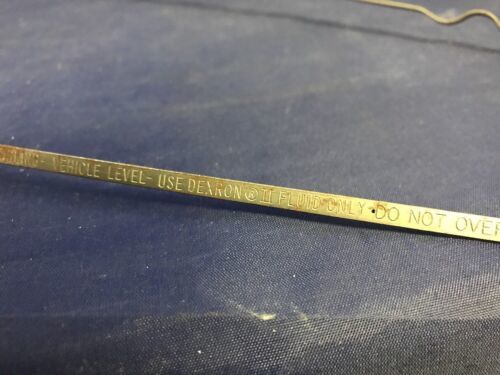 VEHICLE LEVEL- USE DEXRON ® II FLUID ONLY·DO NOT OVER